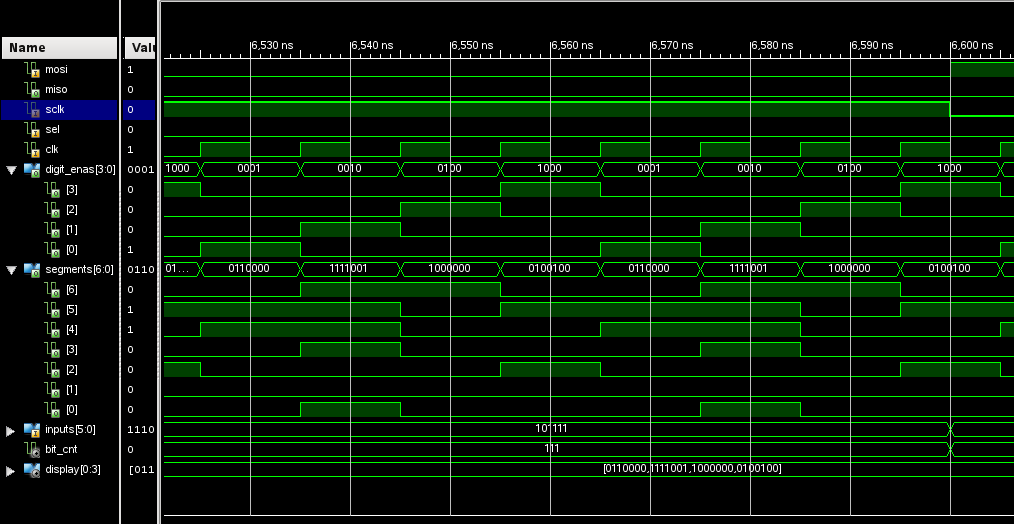 Name Valu
6,530 ns 6,540 ns 6,550 ns 6,560 ns 6,570 ns 6,580 ns 6,590 ns 6,600 ns
mosi 1
miso 0
sclk 0
sel 0
clk 1
digit_enas[3:0] 0001 1000 0001 0010 0100 1000 0001 0010 0100 1000
[3] 0
[2] 0
[1] 0
[0] 1
segments[6:0] 0110 01... 0110000 1111001 1000000 0100100 0110000 1111001 1000000 0100100
[6] 0
[5] 1
[4] 1
[3] 0
[2] 0
[1] 0
[0] 0
inputs[5:0] 1110 101111
bit_cnt 0 111
display[0:3] [011 [0110000,1111001,1000000,0100100]